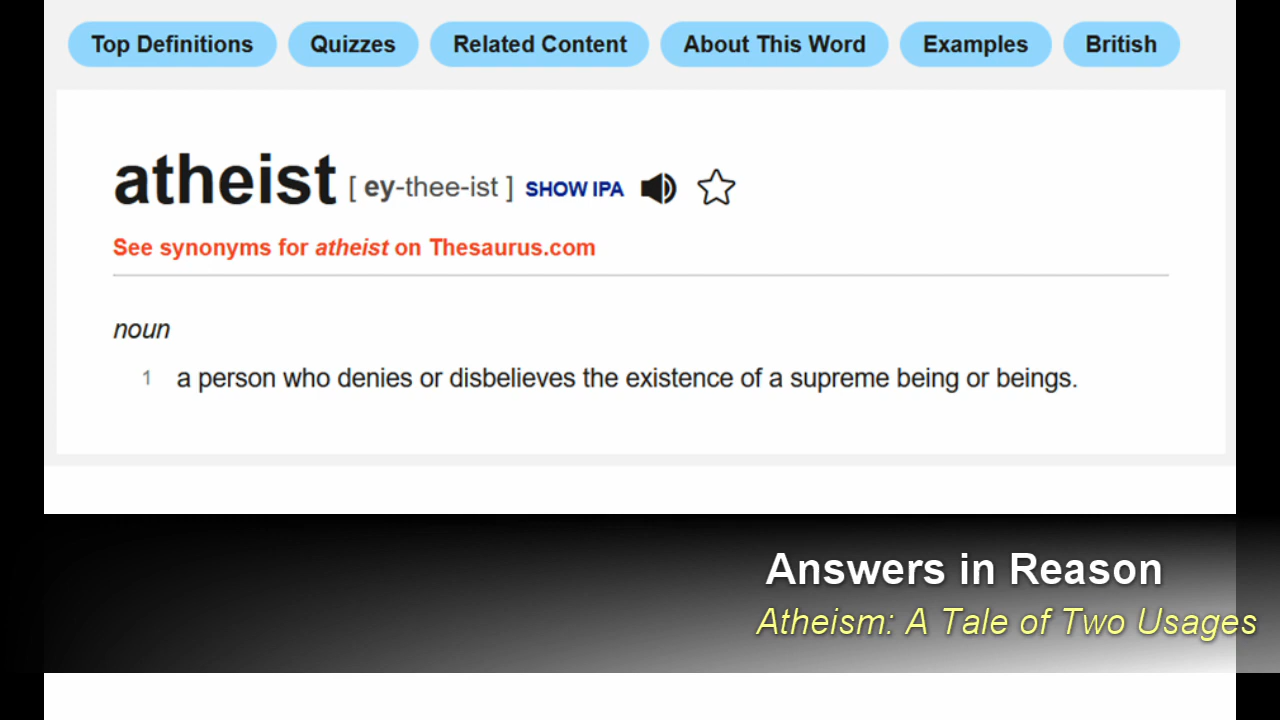 Top Definitions Quizzes Related Content About This Word Examples British
atheist [ ey-thee-ist ] SHOW IPA
See synonyms for atheist on Thesaurus.com
noun
1 a person who denies or disbelieves the existence of a supreme being or beings.
Answers in Reason
Atheism: A Tale of Two Usages